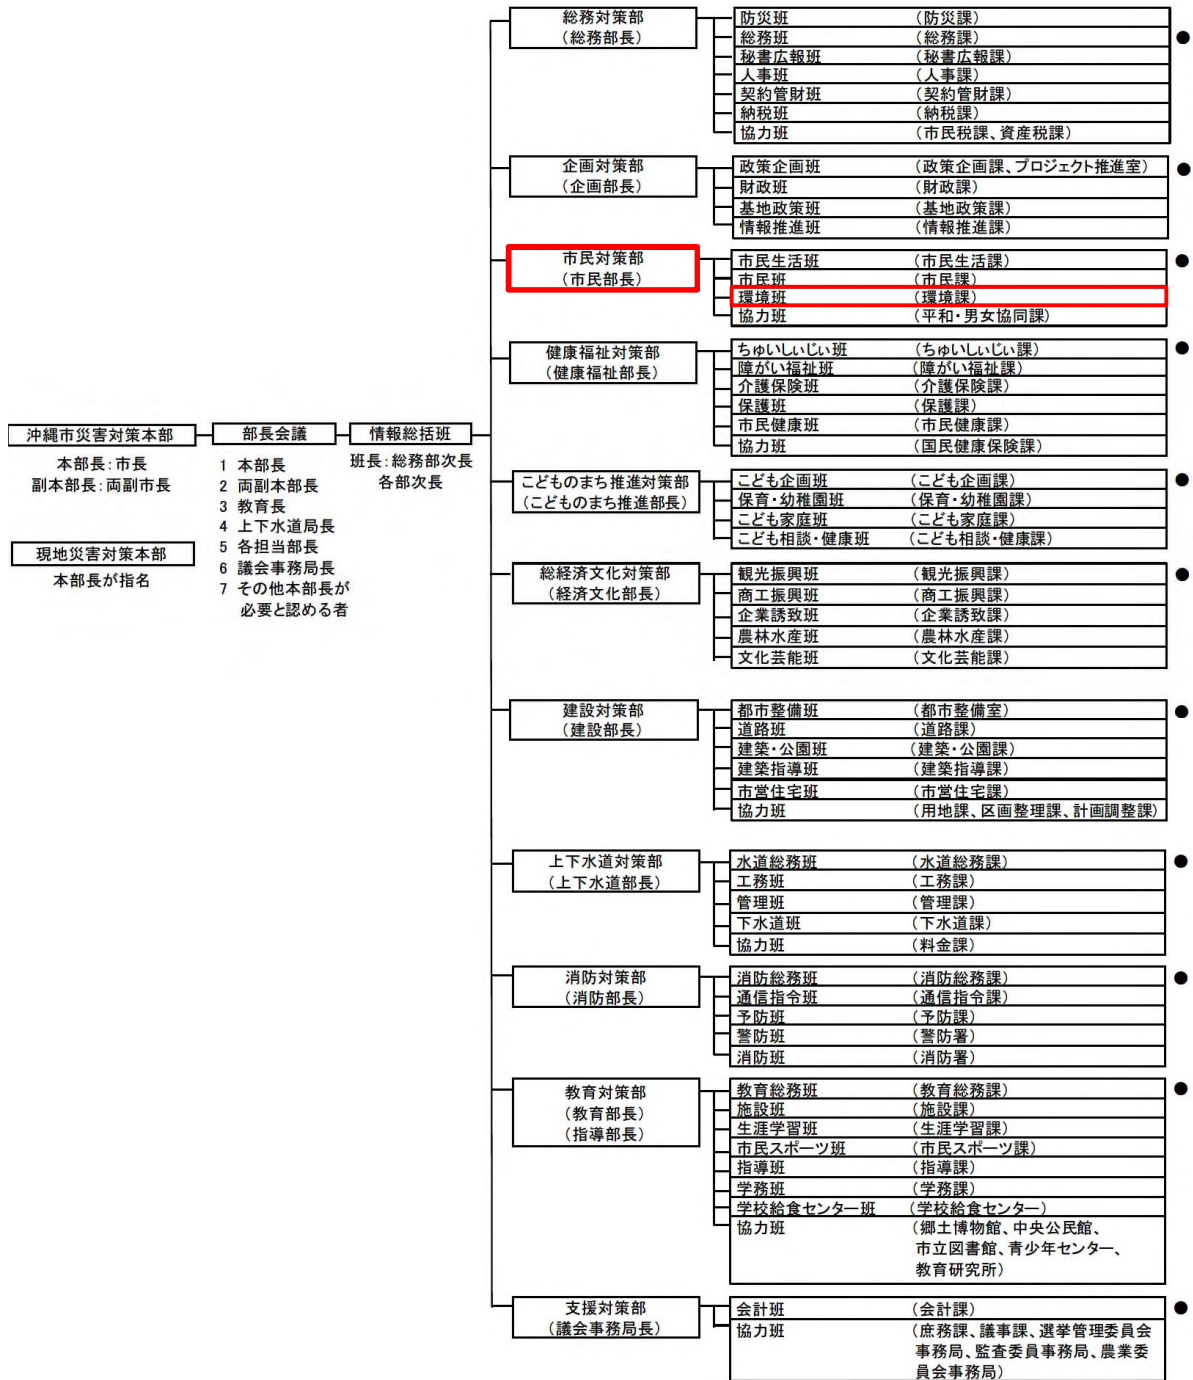 総務対策部
（総務部長）
防災班 （防災課）
総務班 （総務課） ●
秘書広報班 （秘書広報課）
人事班 （人事課）
契約管財班 （契約管財課）
納税班 （納税課）
協力班 （市民税課、資産税課）
企画対策部
（企画部長）
政策企画班 （政策企画課、プロジェクト推進室） ●
財政班 （財政課）
基地政策班 （基地政策課）
情報推進班 （情報推進課）
市民対策部
（市民部長）
市民生活班 （市民生活課） ●
市民班 （市民課）
環境班 （環境課）
協力班 （平和・男女協同課）
健康福祉対策部
（健康福祉部長）
ちゅいしぃじぃ班 （ちゅいしぃじぃ課） ●
障がい福祉班 （障がい福祉課）
介護保険班 （介護保険課）
保護班 （保護課）
市民健康班 （市民健康課）
協力班 （国民健康保険課）
沖縄市災害対策本部
本部長：市長
副本部長：両副市長
現地災害対策本部
本部長が指名
部長会議
1 本部長
2 両副本部長
3 教育長
4 上下水道局長
5 各担当部長
6 議会事務局長
7 その他本部長が
必要と認める者
情報総括班
班長：総務部次長
各部次長
こどものまち推進対策部
（こどものまち推進部長）
こども企画班 （こども企画課） ●
保育・幼稚園班 （保育・幼稚園課）
こども家庭班 （こども家庭課）
こども相談・健康班 （こども相談・健康課）
総経済文化対策部
（経済文化部長）
観光振興班 （観光振興課） ●
商工振興班 （商工振興課）
企業誘致班 （企業誘致課）
農林水産班 （農林水産課）
文化芸能班 （文化芸能課）
建設対策部
（建設部長）
都市整備班 （都市整備室） ●
道路班 （道路課）
建築・公園班 （建築・公園課）
建築指導班 （建築指導課）
市営住宅班 （市営住宅課）
協力班 （用地課、区画整理課、計画調整課）
上下水道対策部
（上下水道部長）
水道総務班 （水道総務課） ●
工務班 （工務課）
管理班 （管理課）
下水道班 （下水道課）
協力班 （料金課）
消防対策部
（消防部長）
消防総務班 （消防総務課） ●
通信指令班 （通信指令課）
予防班 （予防課）
警防班 （警防署）
消防班 （消防署）
教育対策部
（教育部長）
（指導部長）
教育総務班 （教育総務課） ●
施設班 （施設課）
生涯学習班 （生涯学習課）
市民スポーツ班 （市民スポーツ課）
指導班 （指導課）
学務班 （学務課）
学校給食センター班 （学校給食センター）
協力班 （郷土博物館、中央公民館、
市立図書館、青少年センター、
教育研究所）
支援対策部
（議会事務局長）
会計班 （会計課） ●
協力班 （庶務課、議事課、選挙管理委員会
事務局、監査委員事務局、農業委
員会事務局）